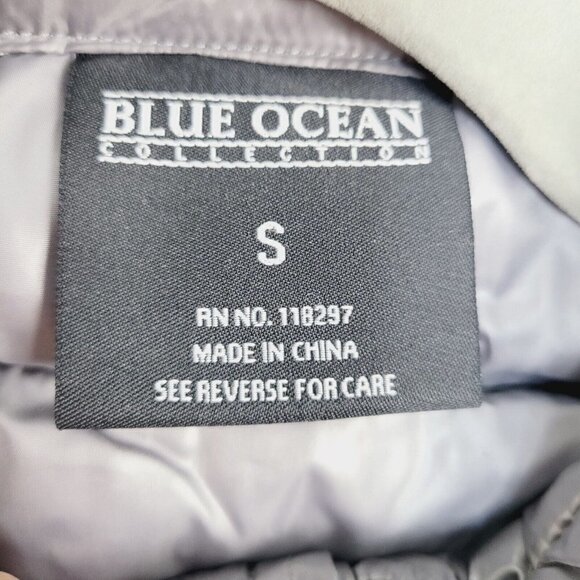 BLUE OCEAN
COLLECTION
S
RN NO. 118297
MADE IN CHINA
SEE REVERSE FOR CARE